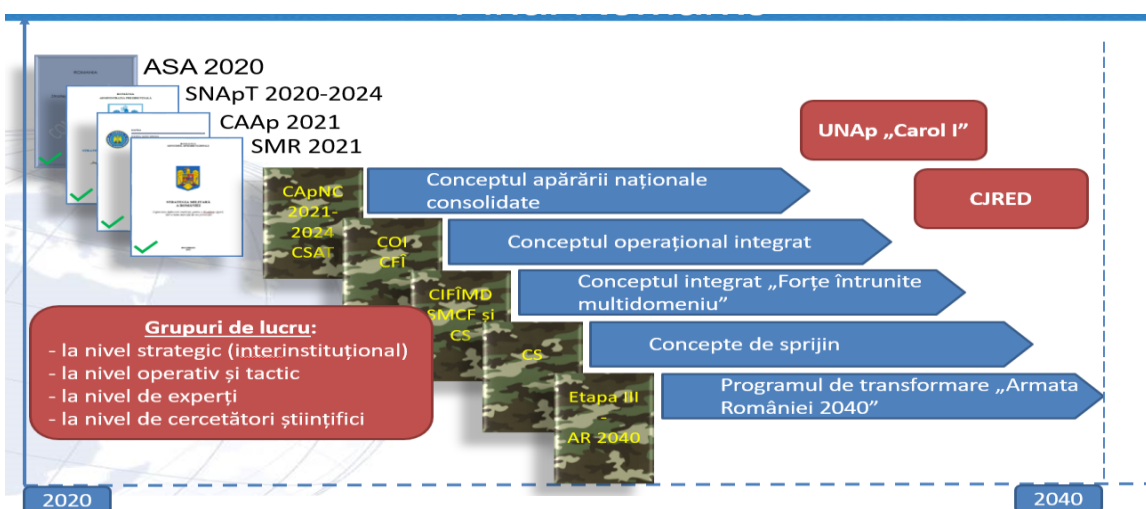 ASA 2020
SNApT 2020-2024
CAAp 2021
SMR 2021
STRATEGIA MILITARĂ
A ROMÂNIEI
UNAp „Carol I”
CJRED
CApNC
2021-
2024
CSAT
Conceptul apărării naționale
consolidate
COI
CFÎ
Conceptul operațional integrat
CIFÎMD
SMCF și
CS
Conceptul integrat „Forțe întrunite
multidomeniu”
CS
Concepte de sprijin
Etapa III
–
AR 2040
Programul de transformare „Armata
României 2040”
Grupuri de lucru:
- la nivel strategic (interinstituțional)
- la nivel operativ și tactic
- la nivel de experți
- la nivel de cercetători științifici
2020
2040